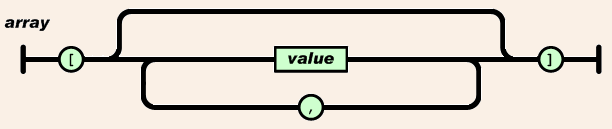 array
[ value ]
,